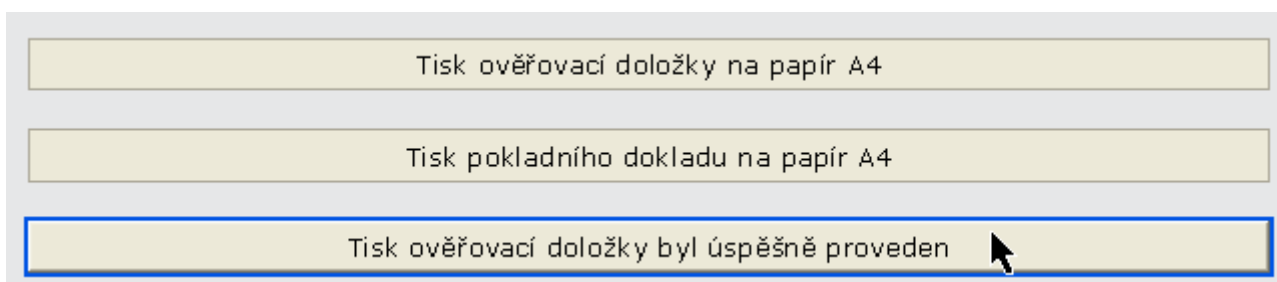 Tisk ověřovací doložky na papír A4
Tisk pokladního dokladu na papír A4
Tisk ověřovací doložky byl úspěšně proveden